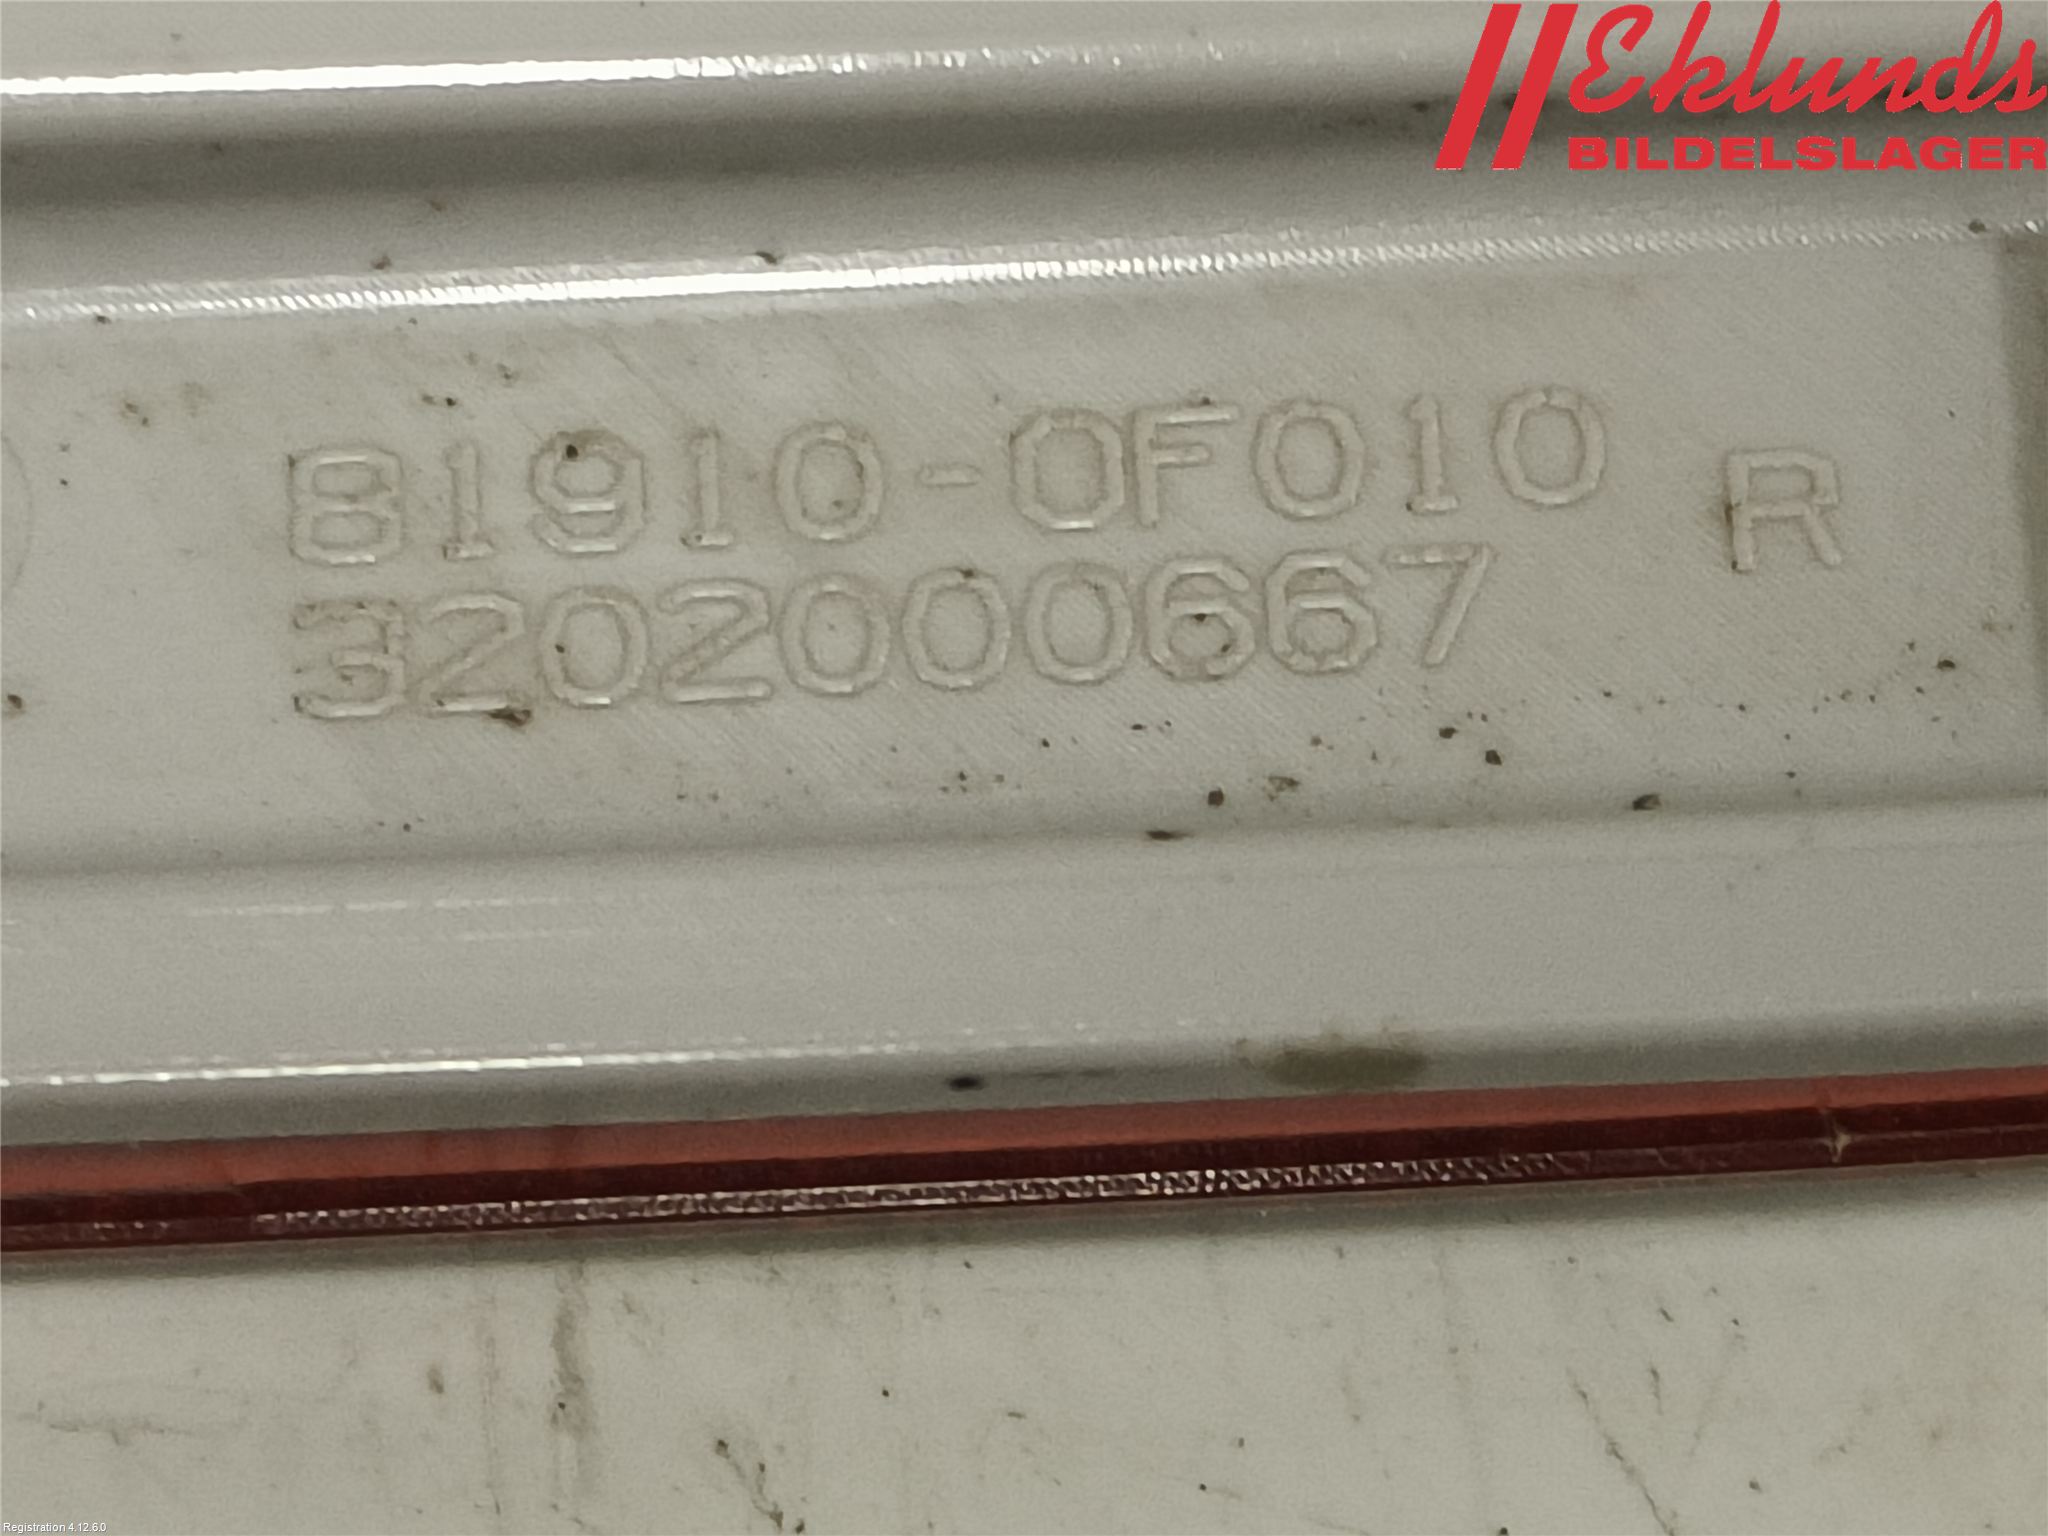 Eklunds
BILDELSLAGER
81910-0F010 R
3202000667
Registration 4.12.6.0